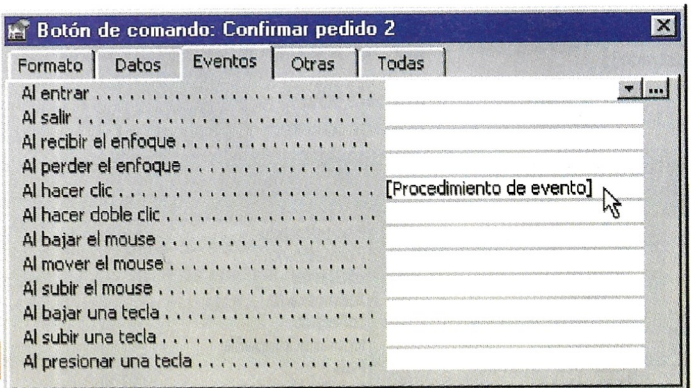 Botón de comando: Confirmar pedido 2
Formato Datos Eventos Otras Todas
Al entrar . . . . . . . . . . . . . . . . . . . . . . . . . . . . ...
Al salir . . . . . . . . . . . . . . . . . . . . . . . . . . . . .
Al recibir el enfoque . . . . . . . . . . . . . . . . . . .
Al perder el enfoque . . . . . . . . . . . . . . . . . . .
Al hacer clic . . . . . . . . . . . . . . . . . . . . . . . . . [Procedimiento de evento]
Al hacer doble clic . . . . . . . . . . . . . . . . . . . .
Al bajar el mouse . . . . . . . . . . . . . . . . . . . . .
Al mover el mouse . . . . . . . . . . . . . . . . . . . .
Al subir el mouse . . . . . . . . . . . . . . . . . . . . .
Al bajar una tecla . . . . . . . . . . . . . . . . . . . . .
Al subir una tecla . . . . . . . . . . . . . . . . . . . . .
Al presionar una tecla . . . . . . . . . . . . . . . . . .